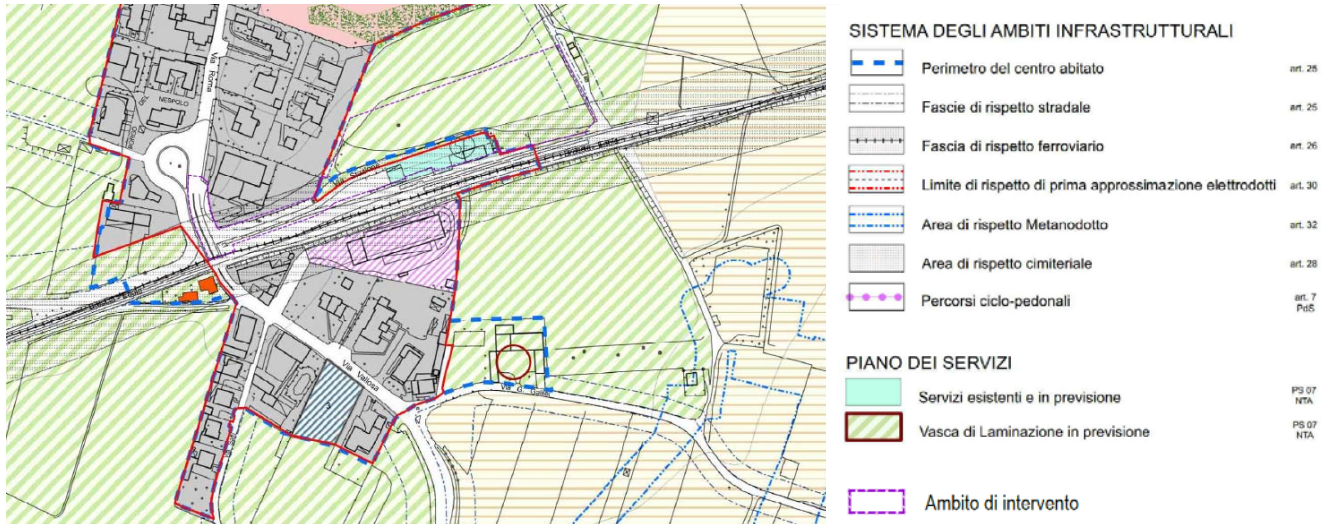 Via Roma
NESPOLO
Via Vallosa
3
Via G.
SISTEMA DEGLI AMBITI INFRASTRUTTURALI
Perimetro del centro abitato art. 25
Fascie di rispetto stradale art. 25
Fascia di rispetto ferroviario art. 26
Limite di rispetto di prima approssimazione elettrodotti art. 30
Area di rispetto Metanodotto art. 32
Area di rispetto cimiteriale art. 28
Percorsi ciclo-pedonali art. 7
PdS
PIANO DEI SERVIZI
Servizi esistenti e in previsione PS 07
NTA
Vasca di Laminazione in previsione PS 07
NTA
Ambito di intervento